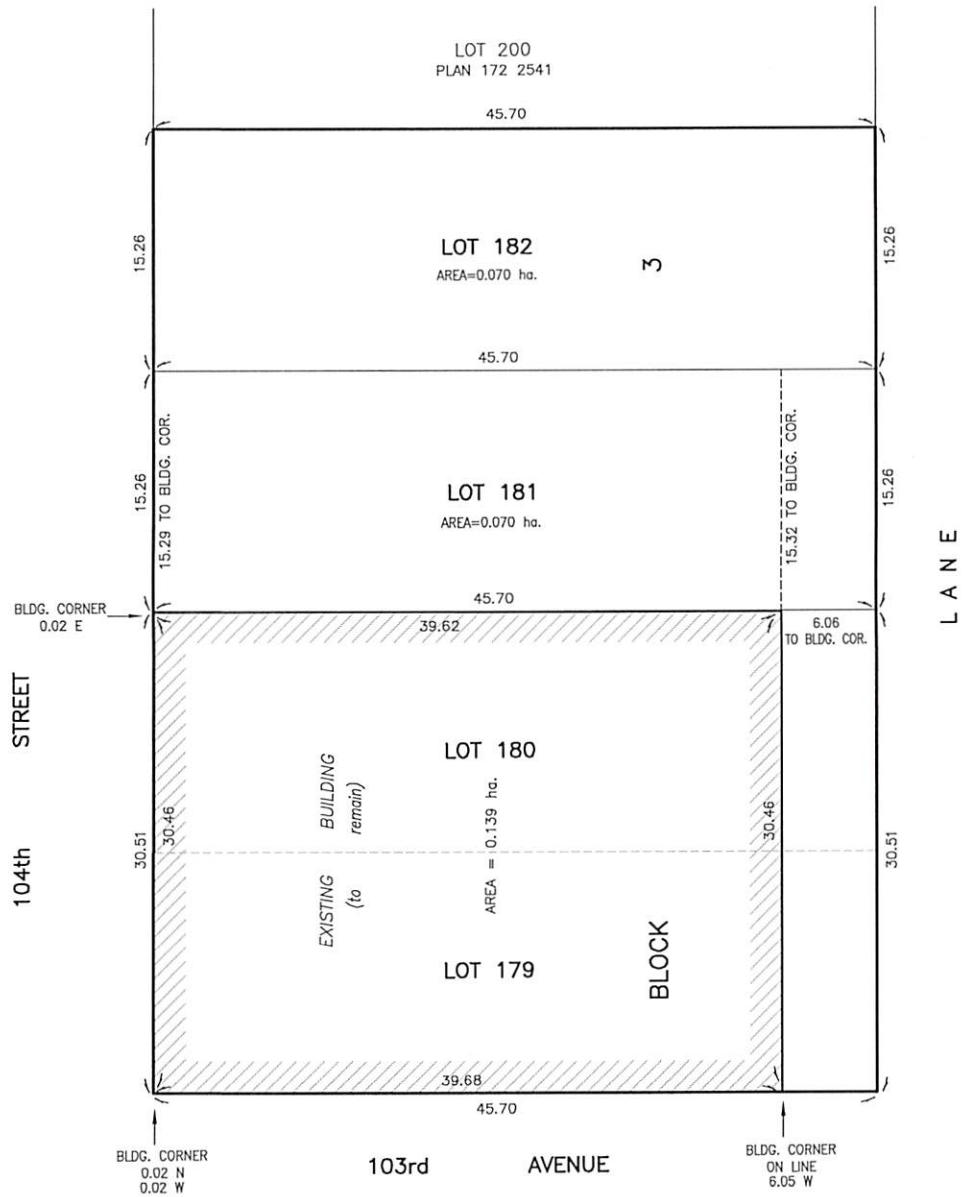 LOT 200
PLAN 172 2541
45.70
15.26
LOT 182
AREA=0.070 ha.
3
15.26
45.70
15.26
15.29 TO BLDG. COR.
LOT 181
AREA=0.070 ha.
15.32 TO BLDG. COR.
15.26
LANE
BLDG. CORNER
0.02 E
45.70
39.62
6.06
TO BLDG. COR.
104th STREET
30.51
30.46
EXISTING BUILDING
(to remain)
LOT 180
AREA = 0.139 ha.
LOT 179
BLOCK
30.46
30.51
39.68
45.70
BLDG. CORNER
0.02 N
0.02 W
103rd AVENUE
BLDG. CORNER
ON LINE
6.05 W